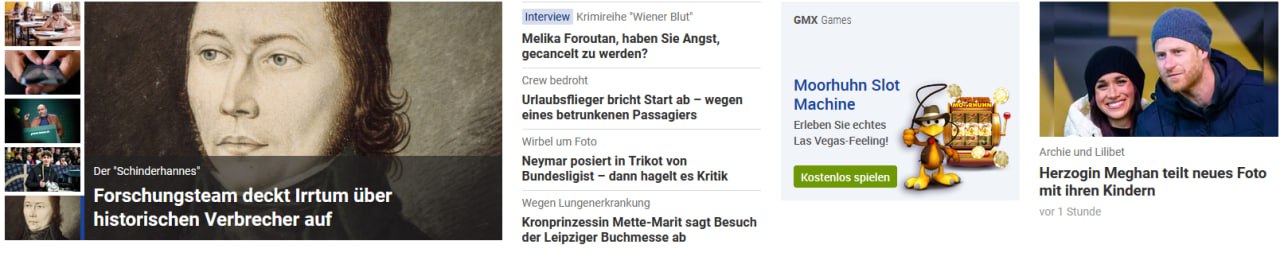 Der "Schinderhannes"
Forschungsteam deckt Irrtum über
historischen Verbrecher auf
Interview Krimireihe "Wiener Blut"
Melika Foroutan, haben Sie Angst,
gecancelt zu werden?
Crew bedroht
Urlaubsflieger bricht Start ab – wegen
eines betrunkenen Passagiers
Wirbel um Foto
Neymar posiert in Trikot von
Bundesligist – dann hagelt es Kritik
Wegen Lungenerkrankung
Kronprinzessin Mette-Marit sagt Besuch
der Leipziger Buchmesse ab
GMX Games
Moorhuhn Slot
Machine
Erleben Sie echtes
Las Vegas-Feeling!
Kostenlos spielen
MOORHUHN
Archie und Lilibet
Herzogin Meghan teilt neues Foto
mit ihren Kindern
vor 1 Stunde